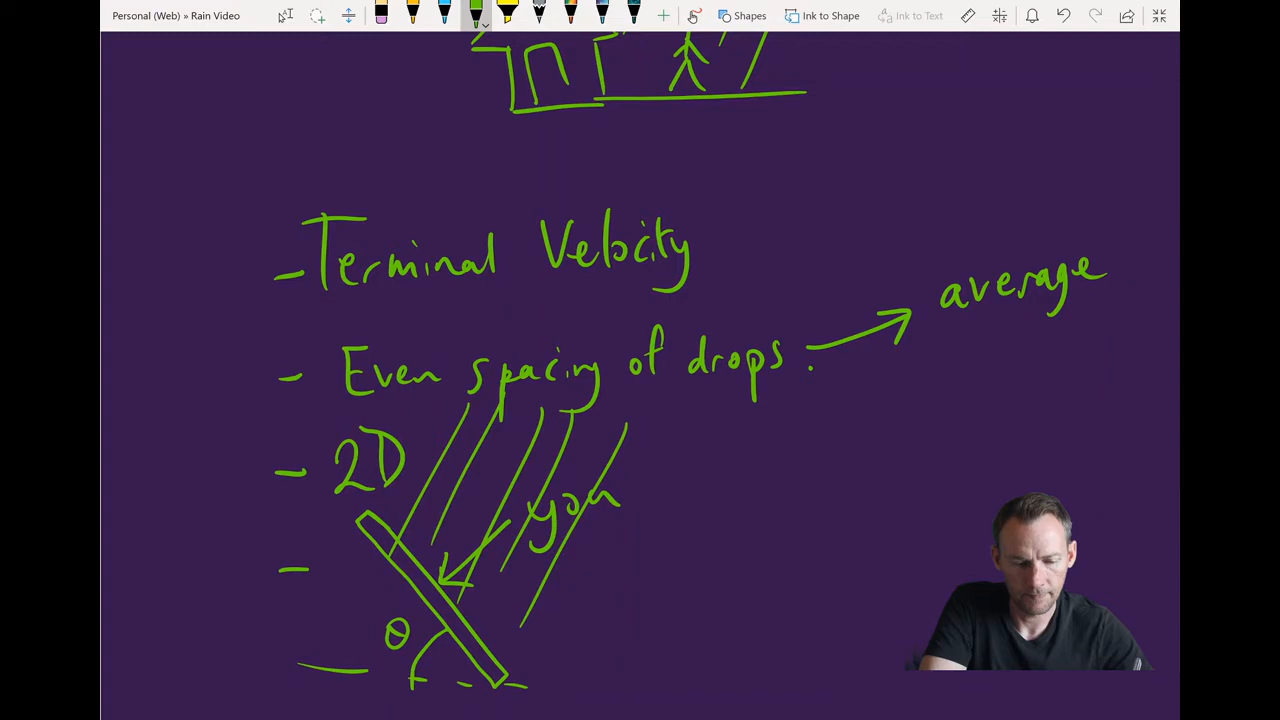 Personal (Web) » Rain Video
Shapes
Ink to Shape
Ink to Text
- Terminal Velocity
- Even spacing of drops. → average
- 2D
you
-
θ